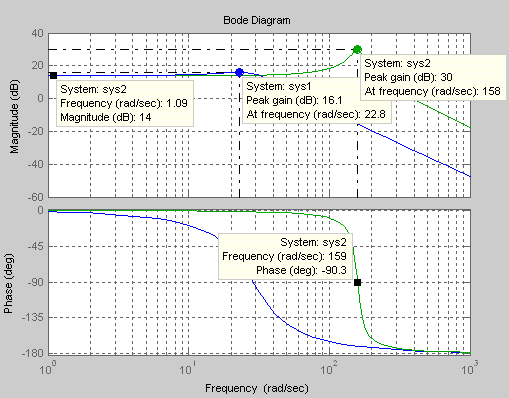 Bode Diagram
Magnitude (dB)
40
20
0
-20
-40
-60
System: sys2
Peak gain (dB): 30
At frequency (rad/sec): 158
System: sys1
Peak gain (dB): 16.1
At frequency (rad/sec): 22.8
System: sys2
Frequency (rad/sec): 1.09
Magnitude (dB): 14
Phase (deg)
0
-45
-90
-135
-180
System: sys2
Frequency (rad/sec): 159
Phase (deg): -90.3
10^0
10^1
10^2
10^3
Frequency (rad/sec)